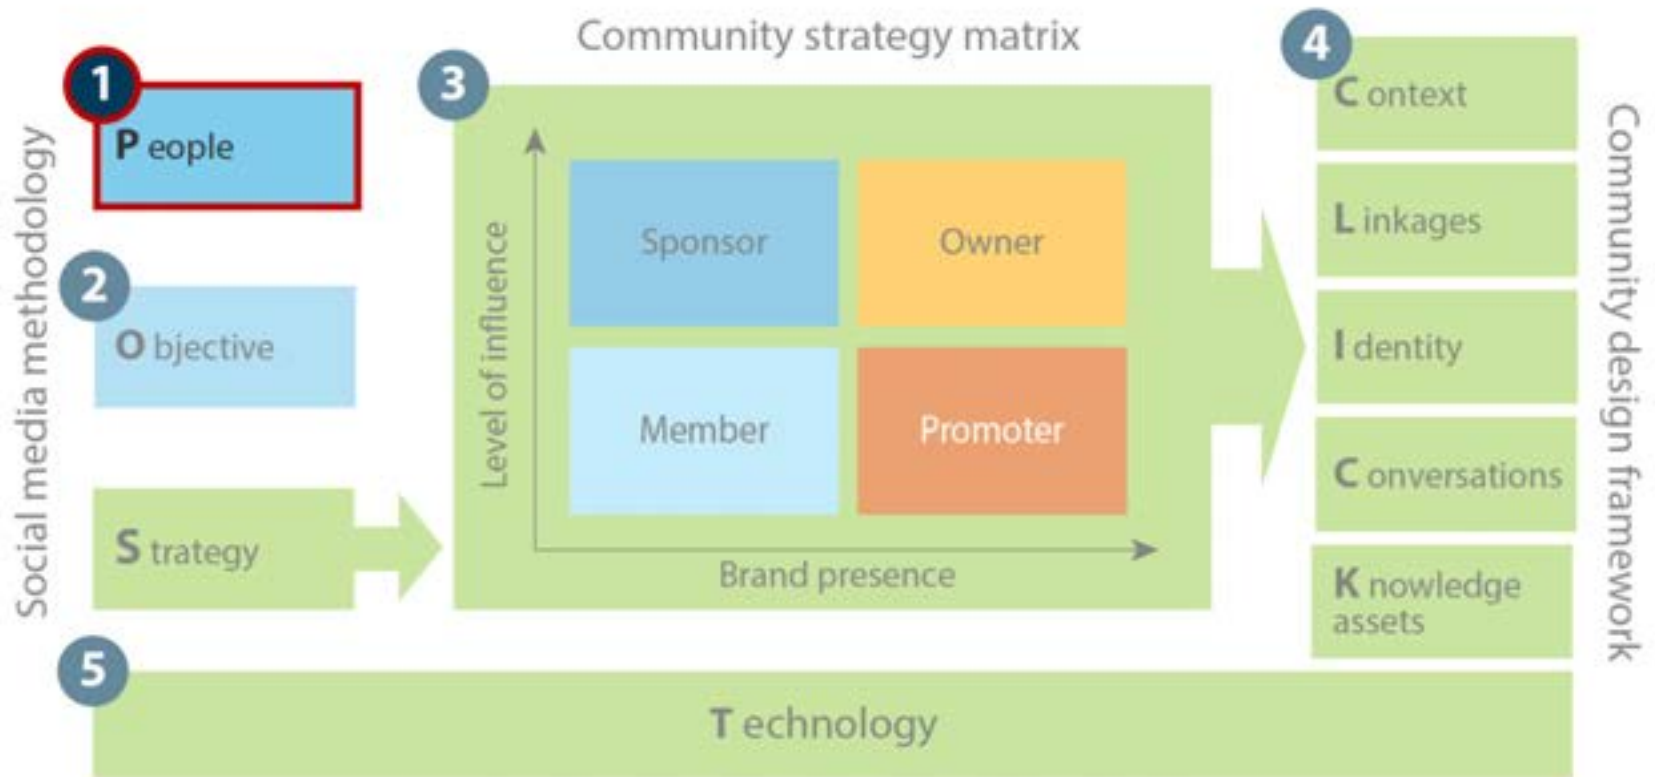 Community strategy matrix
Social media methodology
1
P eople
2
O bjective
S trategy
3
Level of influence
Sponsor
Owner
Member
Promoter
Brand presence
4
C ontext
L inkages
I dentity
C onversations
K nowledge
assets
Community design framework
5
T echnology